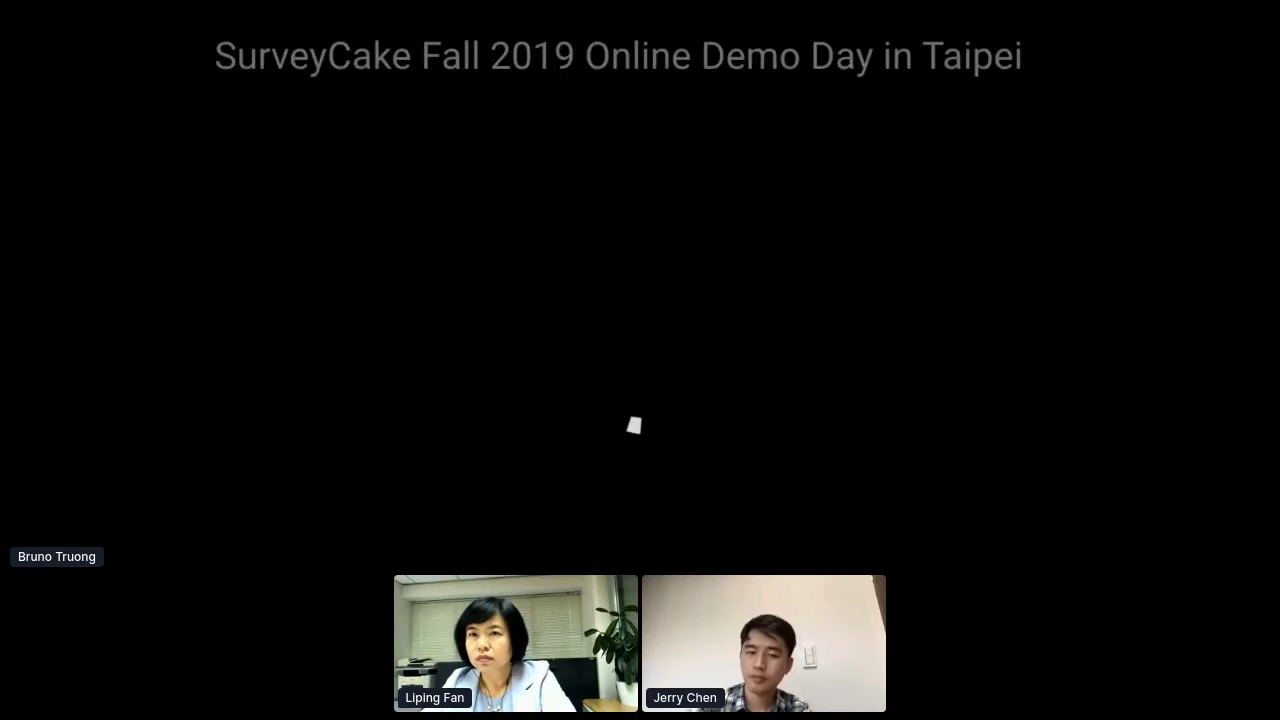 SurveyCake Fall 2019 Online Demo Day in Taipei
Bruno Truong
Liping Fan
Jerry Chen